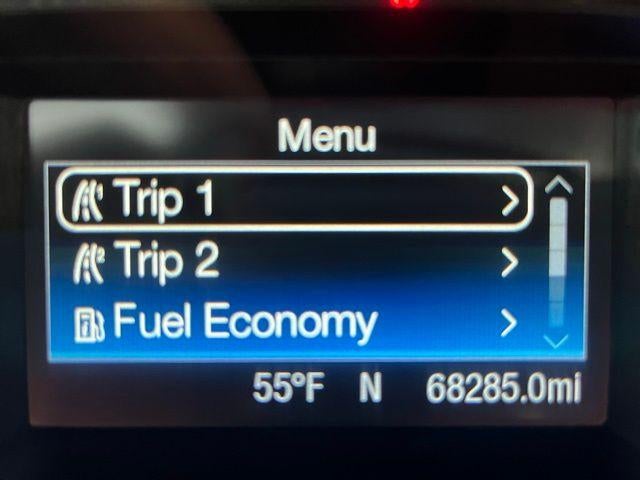 Menu
Trip 1
Trip 2
Fuel Economy
55°F N 68285.0mi